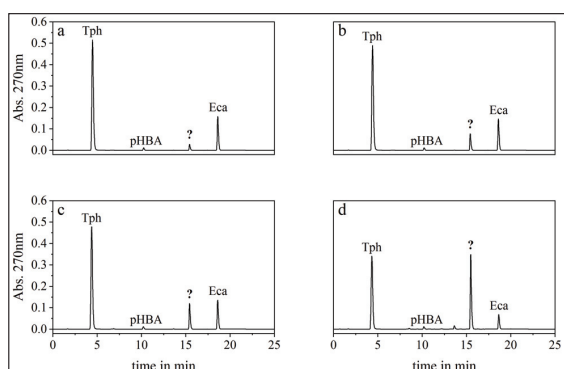 a
Tph
pHBA
?
Eca
0.0
0.1
0.2
0.3
0.4
0.5
0.6
Abs. 270nm
b
Tph
pHBA
?
Eca
c
Tph
pHBA
?
Eca
0.0
0.1
0.2
0.3
0.4
0.5
0.6
Abs. 270nm
0 5 10 15 20 25
time in min
d
Tph
pHBA
?
Eca
0 5 10 15 20 25
time in min